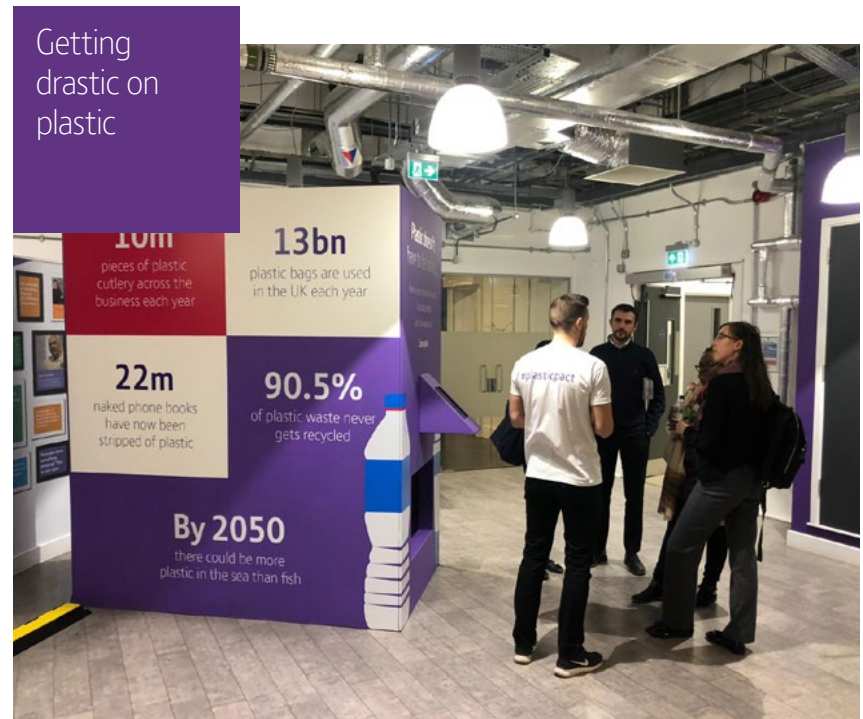 Getting
drastic on
plastic
10m
pieces of plastic
cutlery across the
business each year
13bn
plastic bags are used
in the UK each year
22m
naked phone books
have now been
stripped of plastic
90.5%
of plastic waste never
gets recycled
By 2050
there could be more
plastic in the sea than fish
Plastic doesn't
#plasticpact